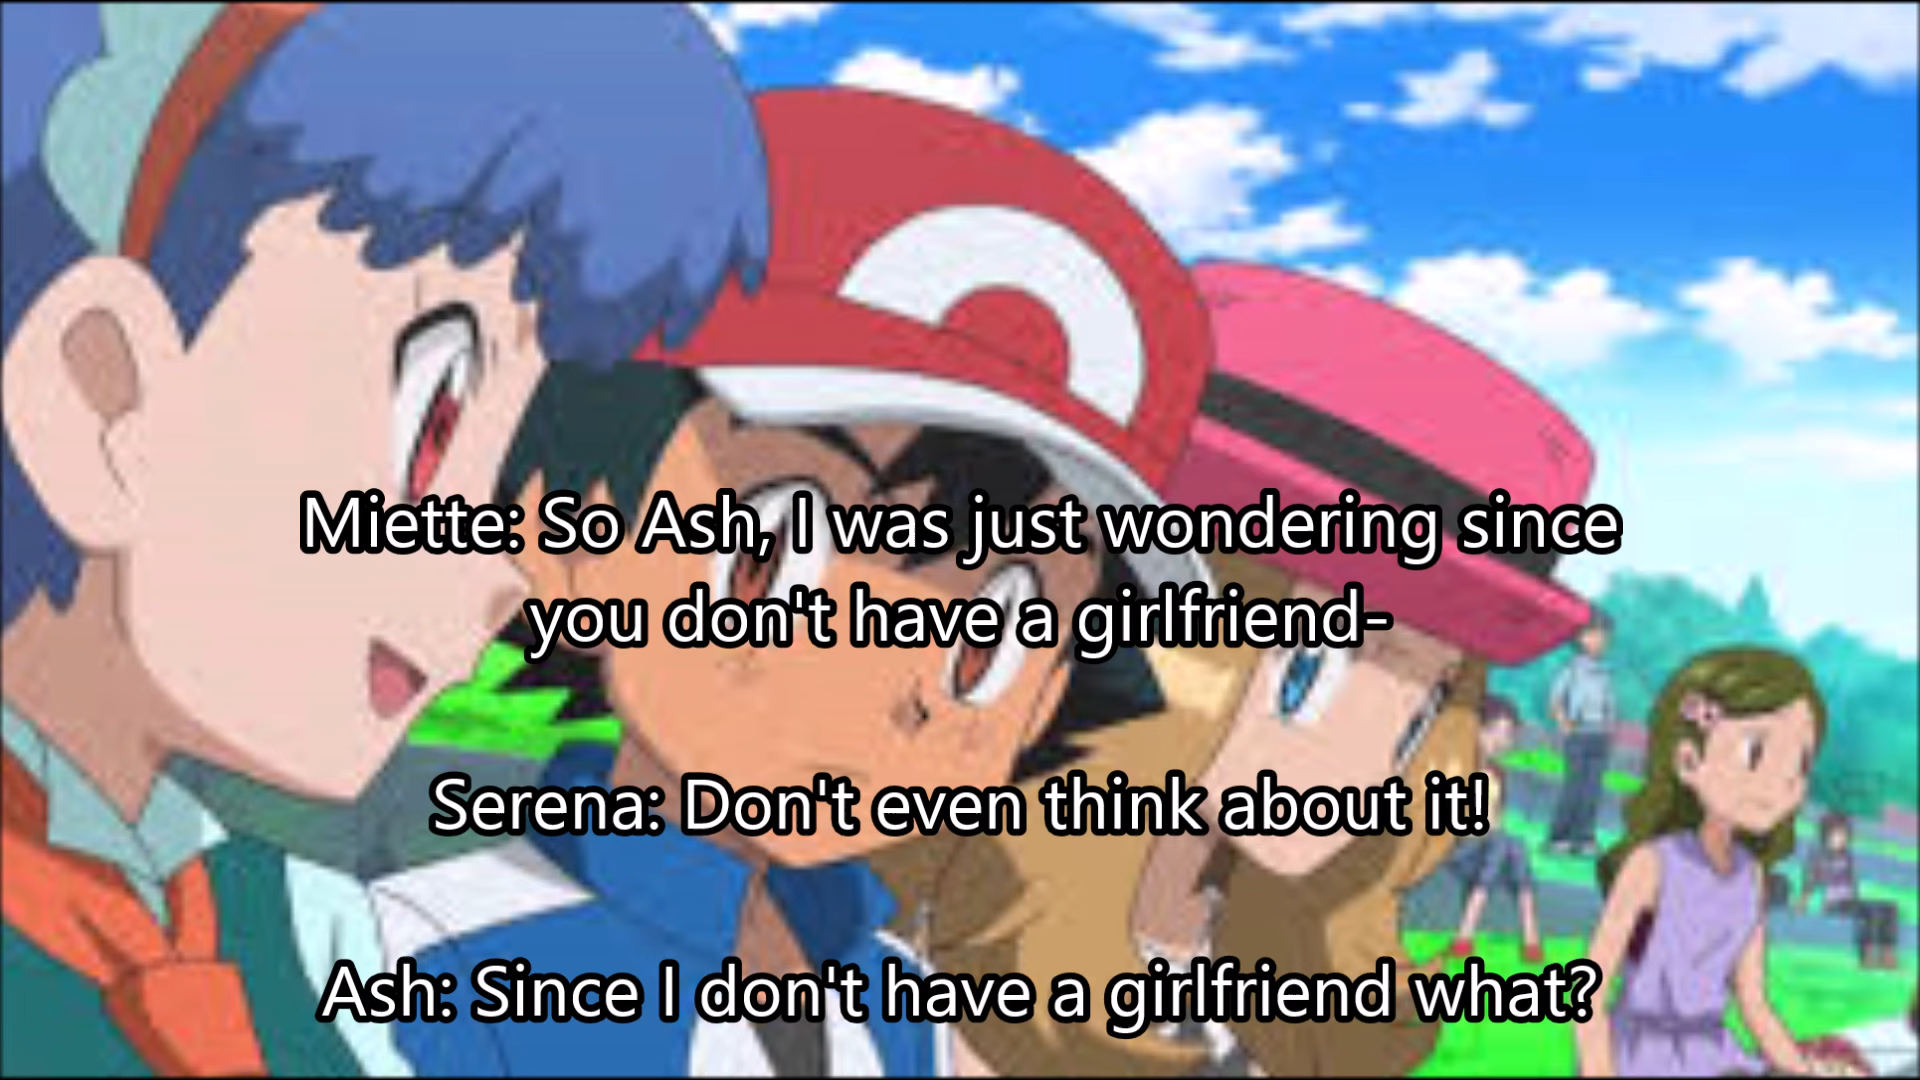 Miette: So Ash, I was just wondering since
you don't have a girlfriend-
Serena: Don't even think about it!
Ash: Since I don't have a girlfriend what?